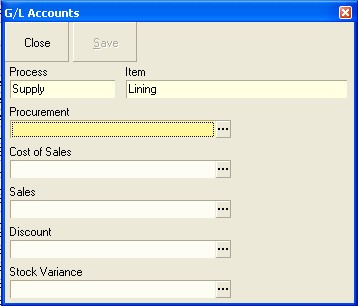 G/L Accounts
Close Save
Process Item
Supply Lining
Procurement
...
Cost of Sales
...
Sales
...
Discount
...
Stock Variance
...